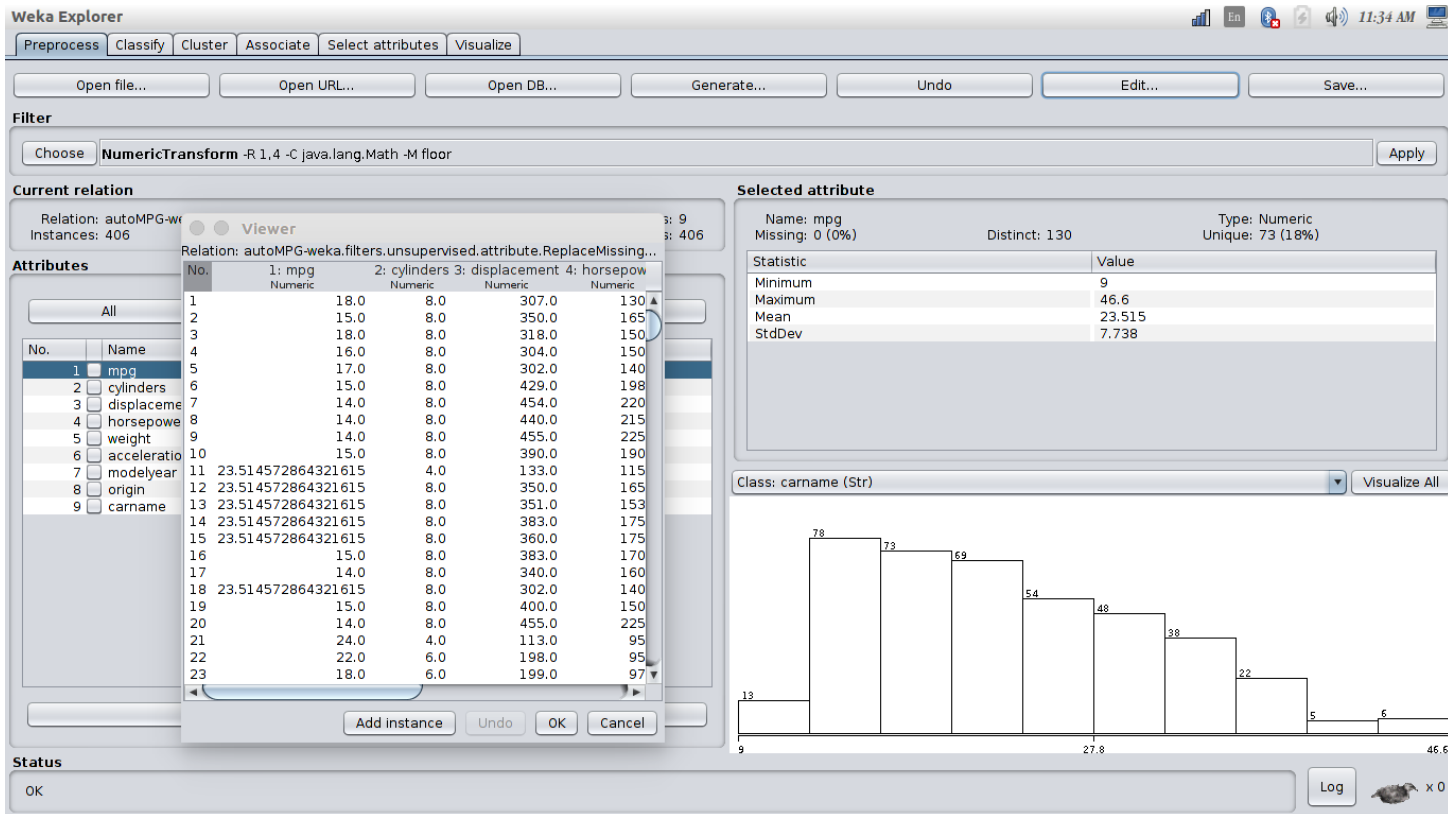 Weka Explorer
En
11:34 AM
Preprocess Classify Cluster Associate Select attributes Visualize
Open file... Open URL... Open DB... Generate... Undo Edit... Save...
Filter
Choose NumericTransform -R 1,4 -C java.lang.Math -M floor Apply
Current relation
Relation: autoMPG-we s: 9
Instances: 406 s: 406
Attributes
All
No. Name
1 mpg
2 cylinders
3 displaceme
4 horsepowe
5 weight
6 acceleratio
7 modelyear
8 origin
9 carname
Viewer
Relation: autoMPG-weka.filters.unsupervised.attribute.ReplaceMissing...
No. 1: mpg 2: cylinders 3: displacement 4: horsepow
Numeric Numeric Numeric Numeric
1 18.0 8.0 307.0 130
2 15.0 8.0 350.0 165
3 18.0 8.0 318.0 150
4 16.0 8.0 304.0 150
5 17.0 8.0 302.0 140
6 15.0 8.0 429.0 198
7 14.0 8.0 454.0 220
8 14.0 8.0 440.0 215
9 14.0 8.0 455.0 225
10 15.0 8.0 390.0 190
11 23.514572864321615 4.0 133.0 115
12 23.514572864321615 8.0 350.0 165
13 23.514572864321615 8.0 351.0 153
14 23.514572864321615 8.0 383.0 175
15 23.514572864321615 8.0 360.0 175
16 15.0 8.0 383.0 170
17 14.0 8.0 340.0 160
18 23.514572864321615 8.0 302.0 140
19 15.0 8.0 400.0 150
20 14.0 8.0 455.0 225
21 24.0 4.0 113.0 95
22 22.0 6.0 198.0 95
23 18.0 6.0 199.0 97
Add instance Undo OK Cancel
Selected attribute
Name: mpg Type: Numeric
Missing: 0 (0%) Distinct: 130 Unique: 73 (18%)
Statistic Value
Minimum 9
Maximum 46.6
Mean 23.515
StdDev 7.738
Class: carname (Str) Visualize All
13 78 73 69 54 48 38 22 5 6
9 27.8 46.6
Status
OK Log x 0